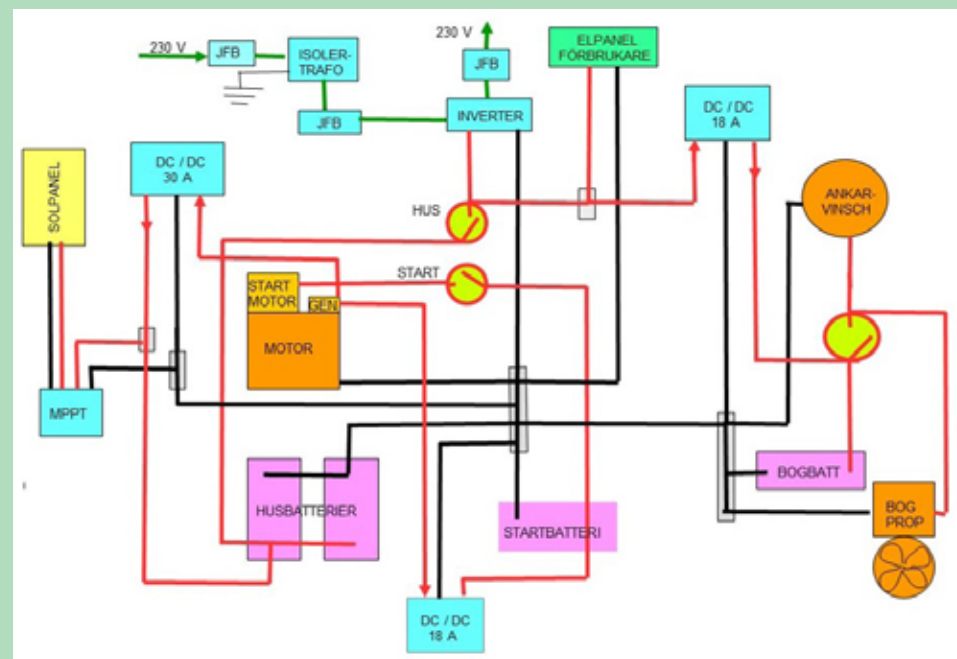 230 V
JFB
ISOLER-
TRAFO
JFB
230 V
JFB
INVERTER
ELPANEL
FÖRBRUKARE
DC / DC
18 A
SOLPANEL
DC / DC
30 A
HUS
ANKAR-
VINSCH
START
MOTOR
GEN
START
MOTOR
MPPT
HUSBATTERIER
STARTBATTERI
BOGBATT
BOG
PROP
DC / DC
18 A